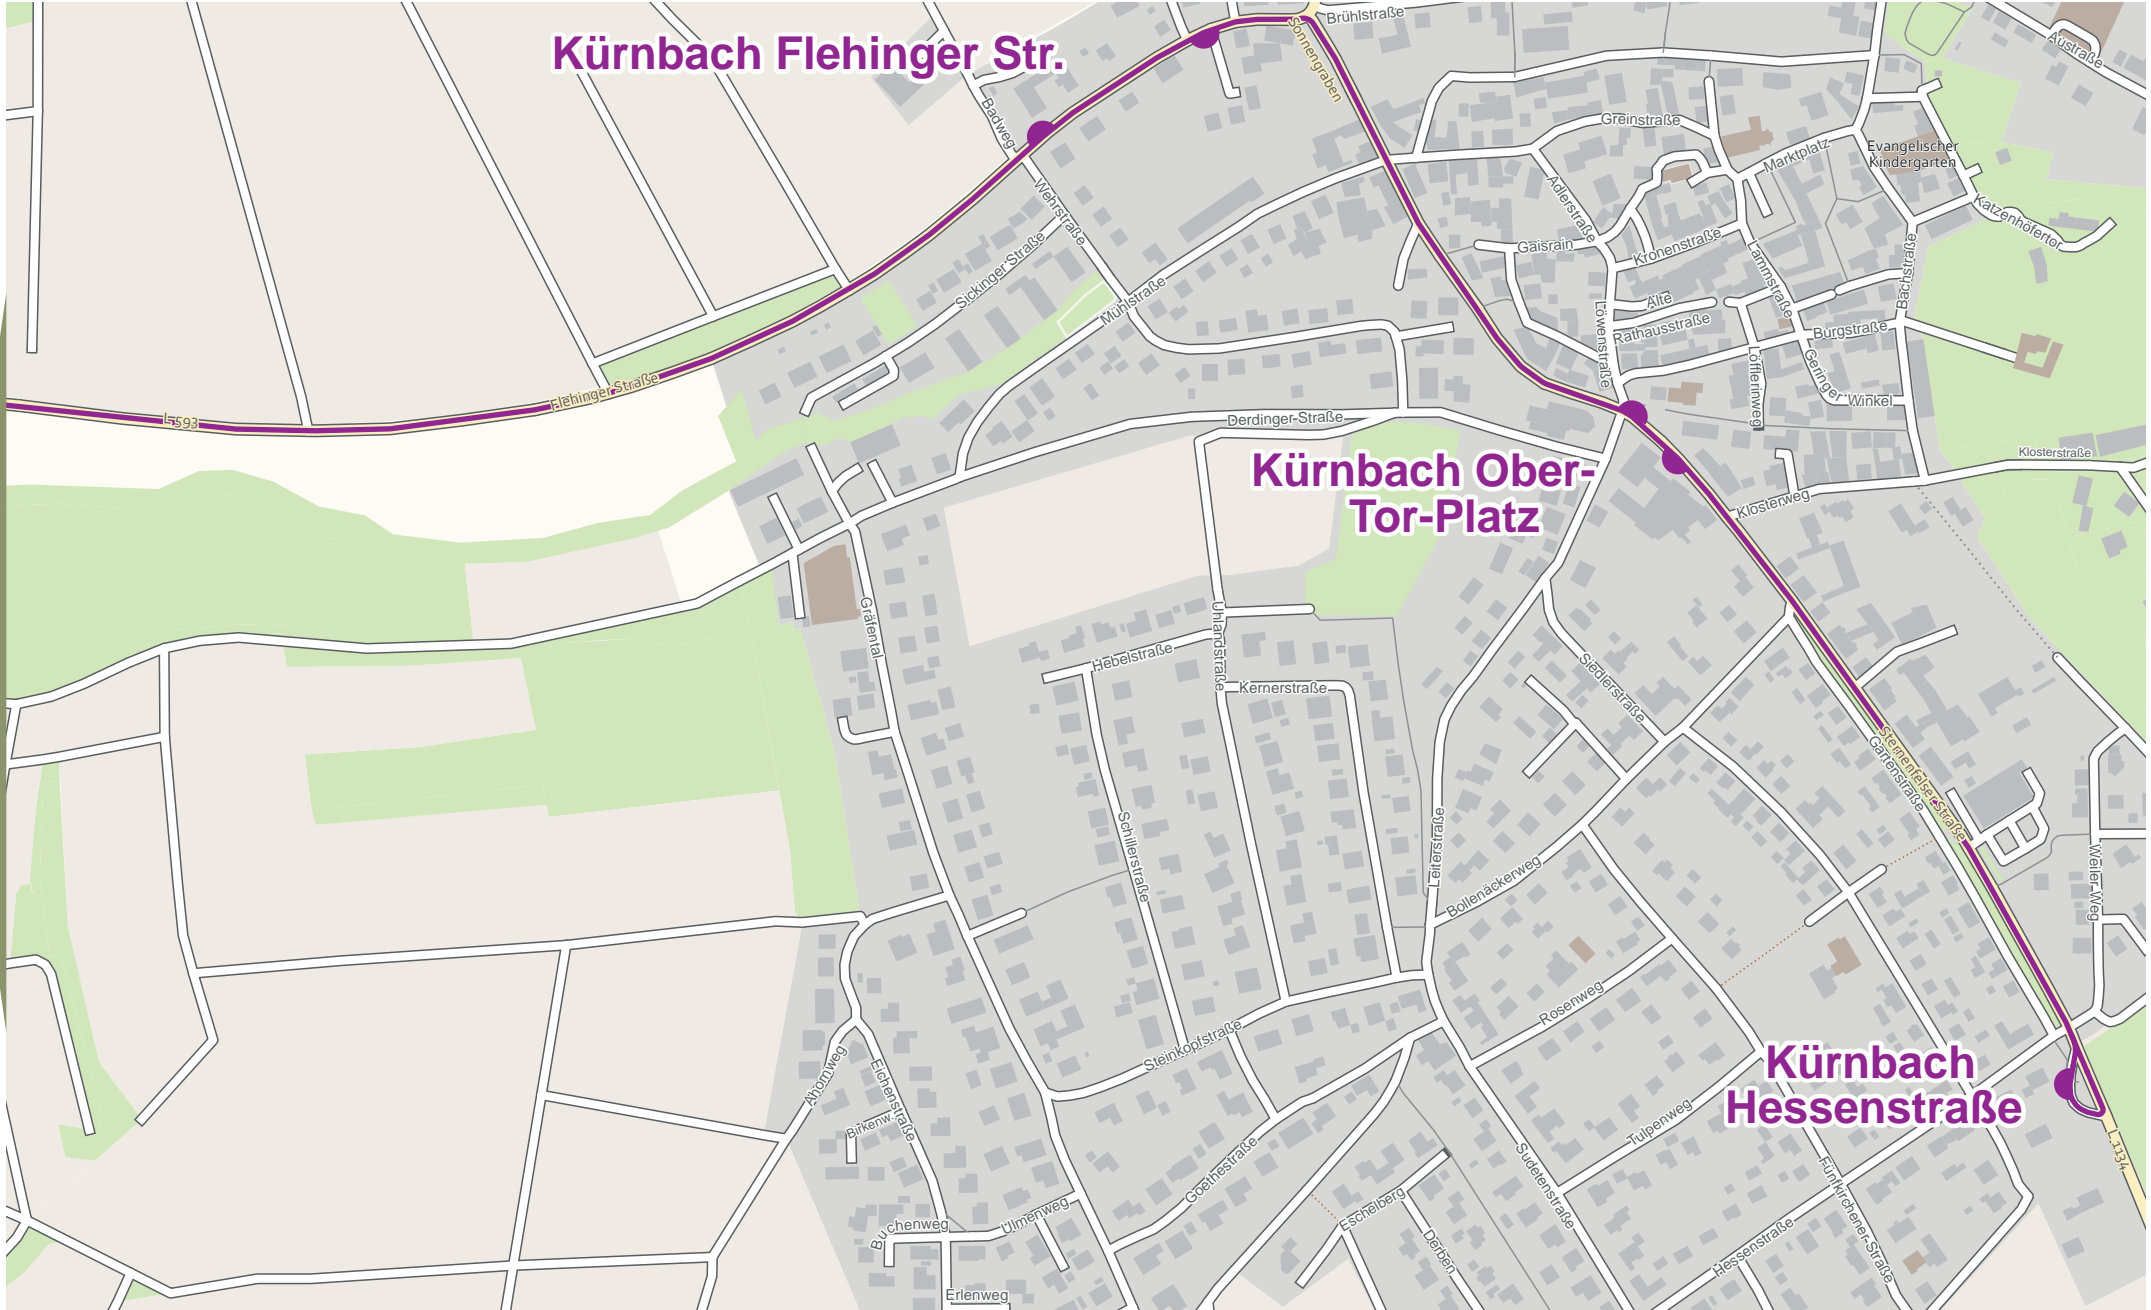 Brühlstraße
Austraße
Kürnbach Flehinger Str.
Sonnengraben
Badweg
Greinstraße
Marktplatz
Evangelischer
Kindergarten
Wehrstraße
Adlerstraße
Katzenhöfertor
Gaisrain
Kronenstraße
Sickinger-Straße
Lammstraße
Bachstraße
Mühlstraße
Alte
Rathausstraße
Burgstraße
Löwenstraße
Löfflerinweg
Geringer
Winkel
Flehinger Straße
L 593
Derdinger-Straße
Klosterstraße
Kürnbach Ober-
Tor-Platz
Klosterweg
Gräfental
Uhlandstraße
Hebelstraße
Kernerstraße
Siedlerstraße
Sternenfelser-Straße
Gartenstraße
Schillerstraße
Leiterstraße
Bollenäckerweg
Weiler Weg
Rosenweg
Steinkopfstraße
Kürnbach
Hessenstraße
Ahornweg
Eichenstraße
Birkenw.
Tulpenweg
L 1134
Goethestraße
Sudetenstraße
Fünfkirchener-Straße
Eschelberg
Derben
Buchenweg
Ulmenweg
Hessenstraße
Erlenweg